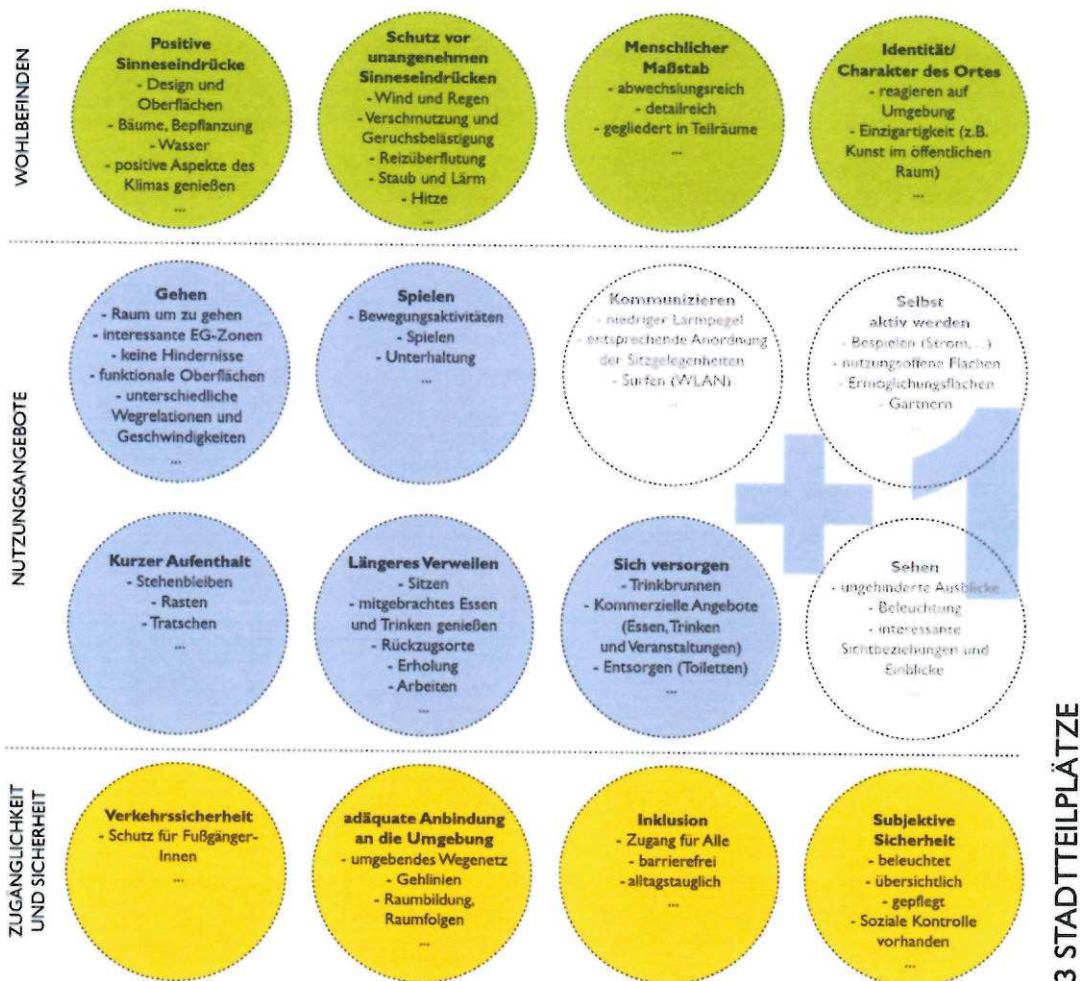 WOHLBEFINDEN
Positive
Sinneseindrücke
- Design und
Oberflächen
- Bäume, Bepflanzung
- Wasser
- positive Aspekte des
Klimas genießen
...
Schutz vor
unangenehmen
Sinneseindrücken
- Wind und Regen
- Verschmutzung und
Geruchsbelästigung
- Reizüberflutung
- Staub und Lärm
- Hitze
...
Menschlicher
Maßstab
- abwechslungsreich
- detailreich
- gegliedert in Teilräume
...
Identität/
Charakter des Ortes
- reagieren auf
Umgebung
- Einzigartigkeit (z.B.
Kunst im öffentlichen
Raum)
...
NUTZUNGSANGEBOTE
Gehen
- Raum um zu gehen
- interessante EG-Zonen
- keine Hindernisse
- funktionale Oberflächen
- unterschiedliche
Wegrelationen und
Geschwindigkeiten
...
Spielen
- Bewegungsaktivitäten
- Spielen
- Unterhaltung
...
Kommunizieren
- niedriger Lärmpegel
- entsprechende Anordnung
der Sitzgelegenheiten
- Surfen (WLAN)
...
Selbst
aktiv werden
- Bespielen (Strom,...)
- nutzungsoffene Flächen
- Ermöglichungsflächen
- Gärtnern
...
+1
Kurzer Aufenthalt
- Stehenbleiben
- Rasten
- Tratschen
...
Längeres Verweilen
- Sitzen
- mitgebrachtes Essen
und Trinken genießen
- Rückzugsorte
- Erholung
- Arbeiten
...
Sich versorgen
- Trinkbrunnen
- Kommerzielle Angebote
(Essen, Trinken
und Veranstaltungen)
- Entsorgen (Toiletten)
...
Sehen
- ungehinderte Ausblicke
- Beleuchtung
- interessante
Sichtbeziehungen und
Einblicke
...
ZUGÄNGLICHKEIT
UND SICHERHEIT
Verkehrssicherheit
- Schutz für Fußgänger-
Innen
...
adäquate Anbindung
an die Umgebung
- umgebendes Wegenetz
- Gehlinien
- Raumbildung,
Raumfolgen
...
Inklusion
- Zugang für Alle
- barrierefrei
- alltagstauglich
...
Subjektive
Sicherheit
- beleuchtet
- übersichtlich
- gepflegt
- Soziale Kontrolle
vorhanden
...
3 STADTTEILPLÄTZE